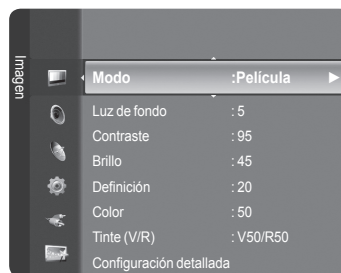 Imagen
Modo :Película
Luz de fondo : 5
Contraste : 95
Brillo : 45
Definición : 20
Color : 50
Tinte (V/R) : V50/R50
Configuración detallada